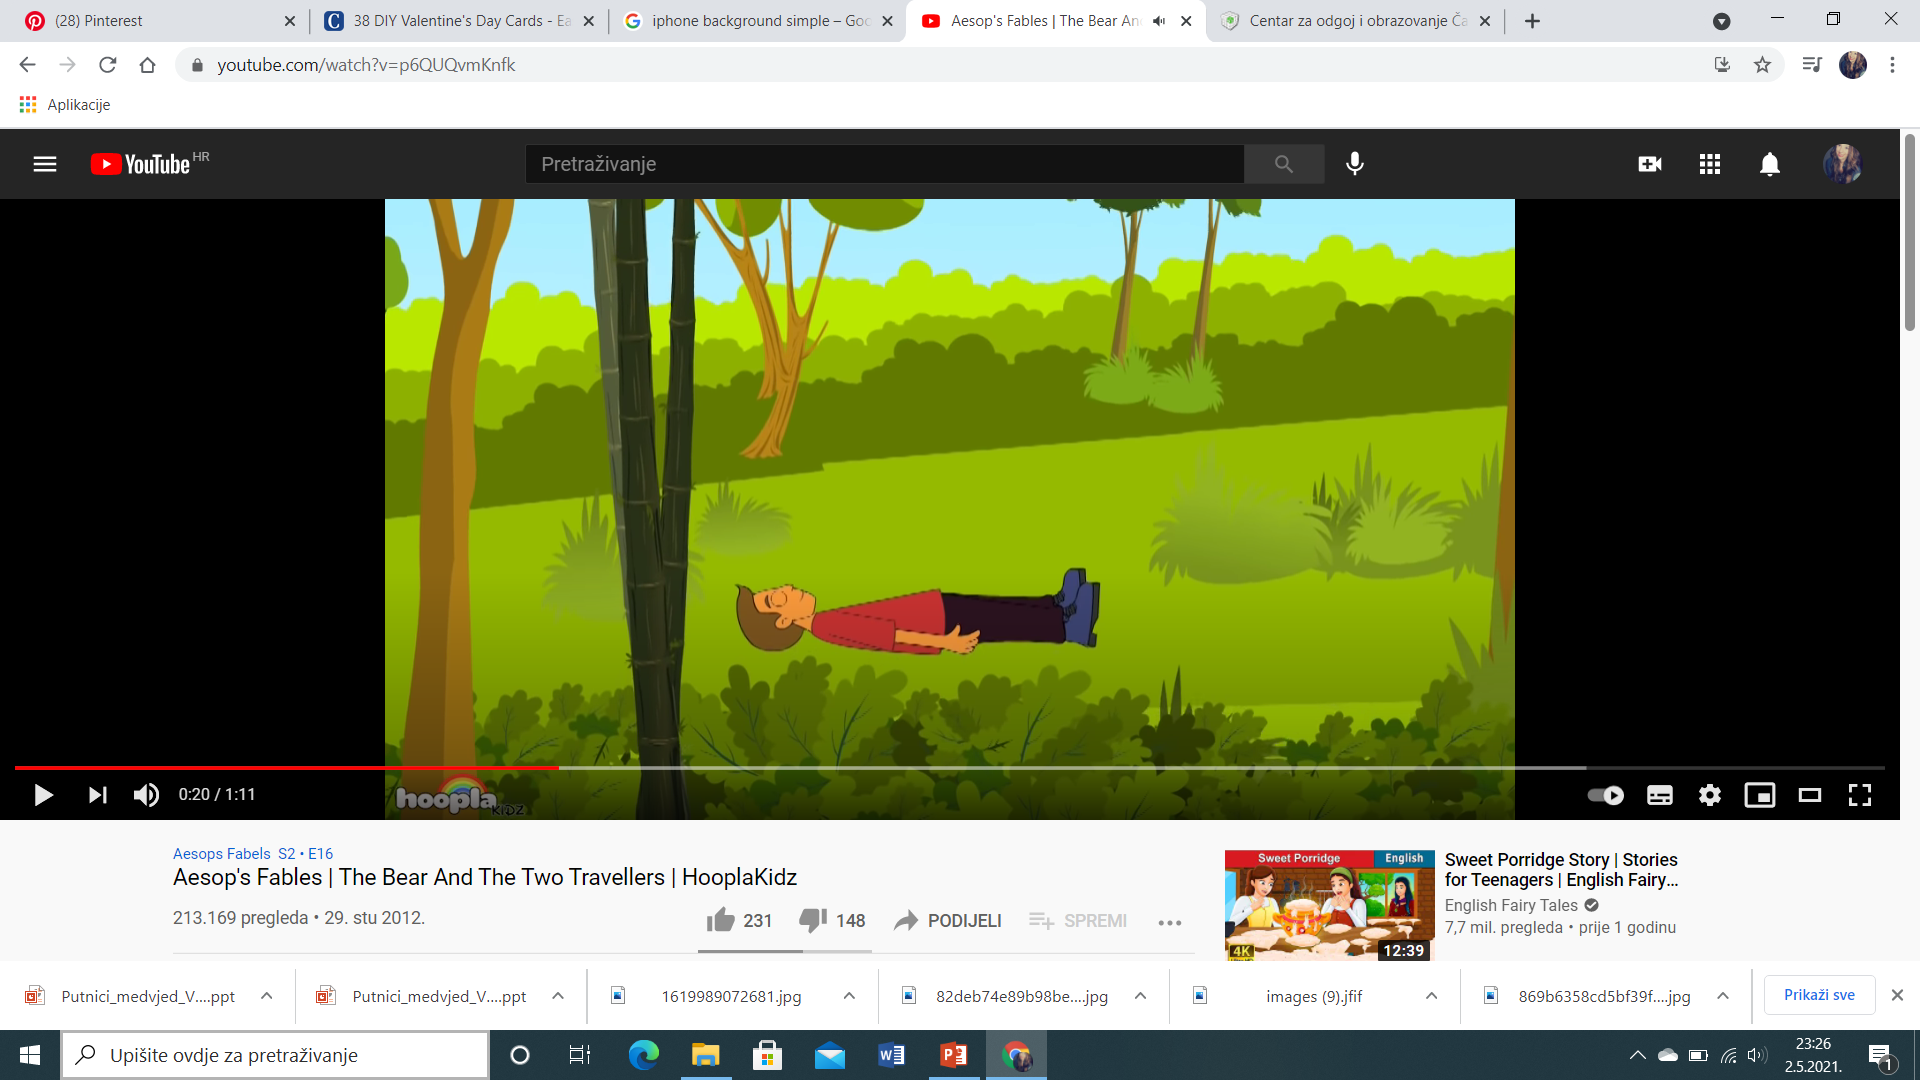 (28) Pinterest
38 DIY Valentine's Day Cards - Ea
iphone background simple – Goo
Aesop's Fables | The Bear An
Centar za odgoj i obrazovanje Ča
youtube.com/watch?v=p6QUQvmKnfk
Aplikacije
YouTube HR
Pretraživanje
hoopla KIDZ
0:20 / 1:11
Aesops Fabels S2 • E16
Aesop's Fables | The Bear And The Two Travellers | HooplaKidz
213.169 pregleda • 29. stu 2012.
231
148
PODIJELI
SPREMI
Sweet Porridge
English
4K
12:39
Sweet Porridge Story | Stories
for Teenagers | English Fairy...
English Fairy Tales
7,7 mil. pregleda • prije 1 godinu
Putnici_medvjed_V....ppt
Putnici_medvjed_V....ppt
1619989072681.jpg
82deb74e89b98be....jpg
images (9).jfif
869b6358cd5bf39f....jpg
Prikaži sve
Upišite ovdje za pretraživanje
23:26
2.5.2021.
1